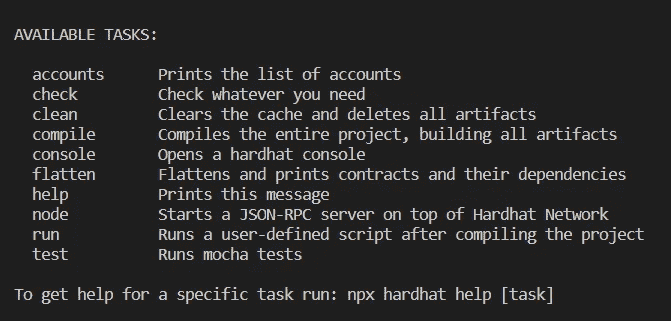 AVAILABLE TASKS:
accounts Prints the list of accounts
check Check whatever you need
clean Clears the cache and deletes all artifacts
compile Compiles the entire project, building all artifacts
console Opens a hardhat console
flatten Flattens and prints contracts and their dependencies
help Prints this message
node Starts a JSON-RPC server on top of Hardhat Network
run Runs a user-defined script after compiling the project
test Runs mocha tests
To get help for a specific task run: npx hardhat help [task]